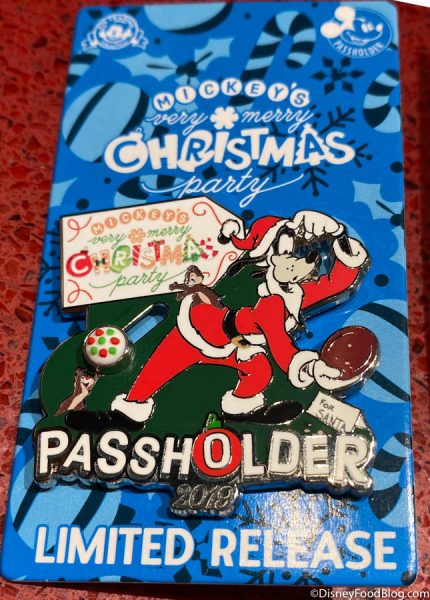 PASSHOLDER
MICKEY'S
very merry
CHRISTMAS
party
MICKEY'S
very merry
CHRISTMAS
party
FOR
SANTA
PASSHOLDER
2019
LIMITED RELEASE
©DisneyFoodBlog.com